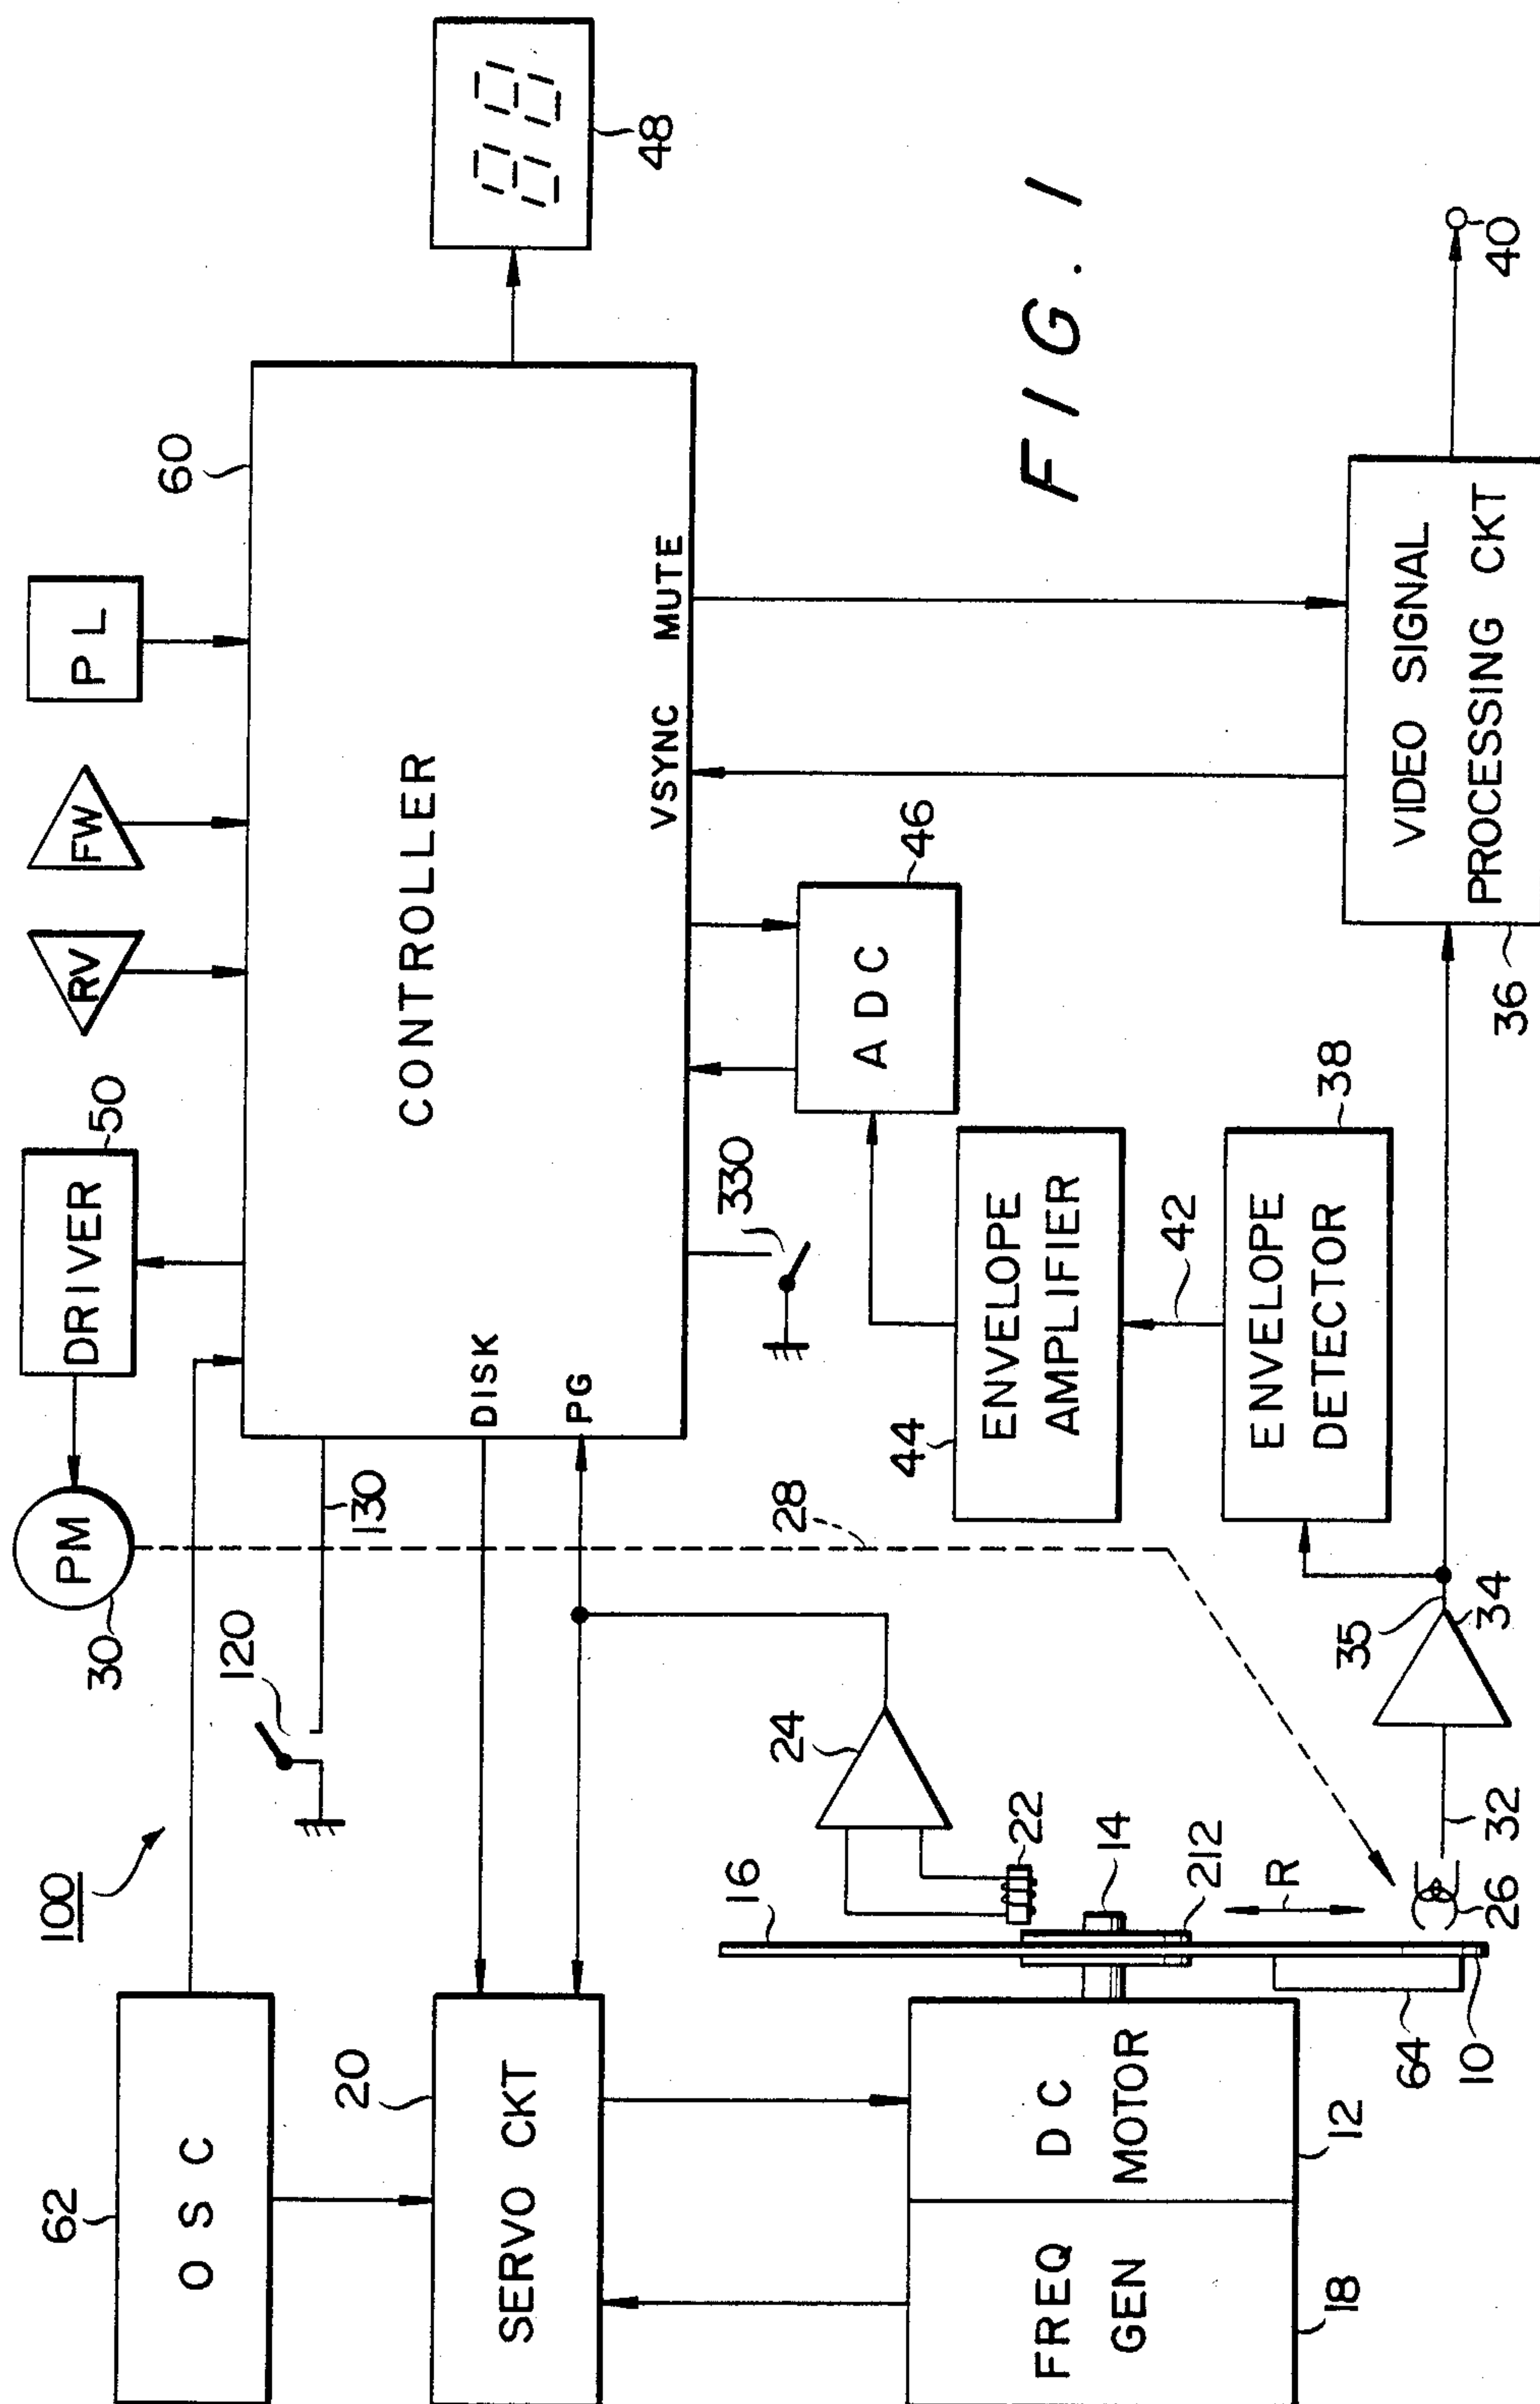 100
62
OSC
30
PM
DRIVER
50
RV
FW
PL
60
120
130
CONTROLLER
DISK
PG
VSYNC
MUTE
48
20
SERVO CKT
330
ADC
46
24
28
44
ENVELOPE
AMPLIFIER
42
ENVELOPE
DETECTOR
38
16
22
14
212
R
FREQ
GEN
18
DC
MOTOR
12
64
10
26
32
34
35
36
VIDEO SIGNAL
PROCESSING CKT
40
FIG. 1